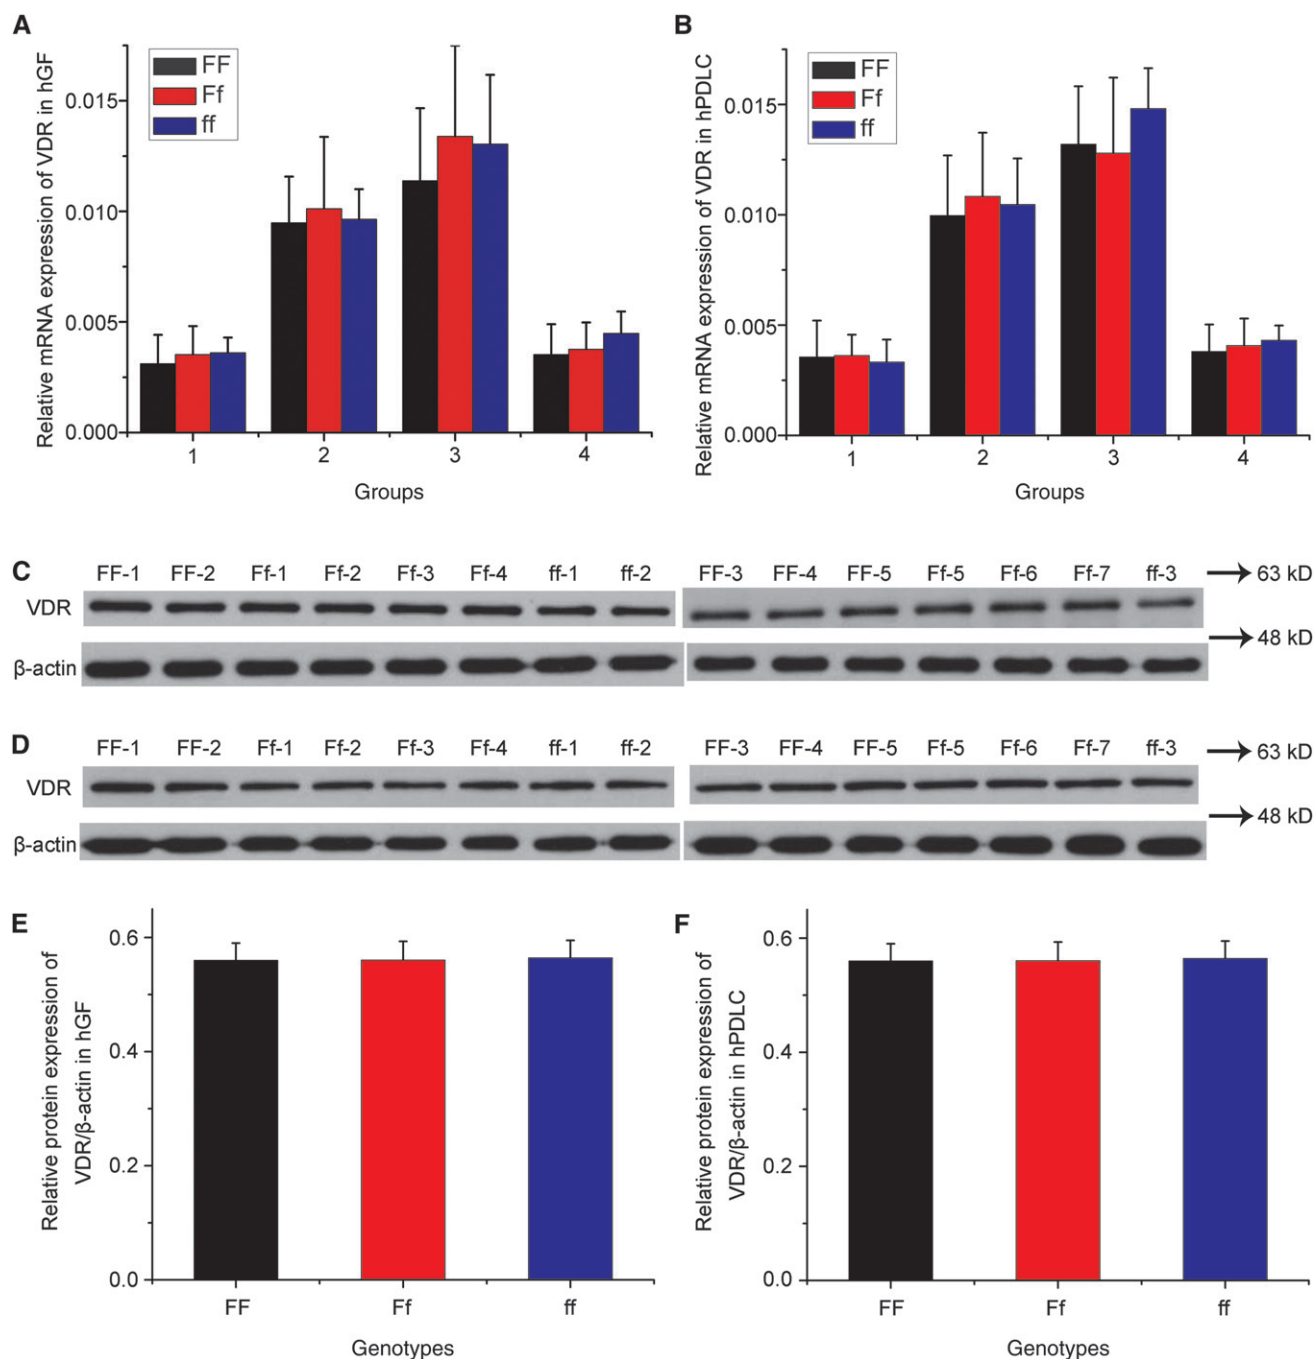 A
Relative mRNA expression of VDR in hGF
FF
Ff
ff
0.015
0.010
0.005
0.000
1 2 3 4
Groups
B
Relative mRNA expression of VDR in hPDLC
FF
Ff
ff
0.015
0.010
0.005
0.000
1 2 3 4
Groups
C
FF-1 FF-2 Ff-1 Ff-2 Ff-3 Ff-4 ff-1 ff-2 FF-3 FF-4 FF-5 Ff-5 Ff-6 Ff-7 ff-3 63 kD
VDR
48 kD
β-actin
D
FF-1 FF-2 Ff-1 Ff-2 Ff-3 Ff-4 ff-1 ff-2 FF-3 FF-4 FF-5 Ff-5 Ff-6 Ff-7 ff-3 63 kD
VDR
48 kD
β-actin
E
Relative protein expression of
VDR/β-actin in hGF
0.6
0.4
0.2
0.0
FF Ff ff
Genotypes
F
Relative protein expression of
VDR/β-actin in hPDLC
0.6
0.4
0.2
0.0
FF Ff ff
Genotypes